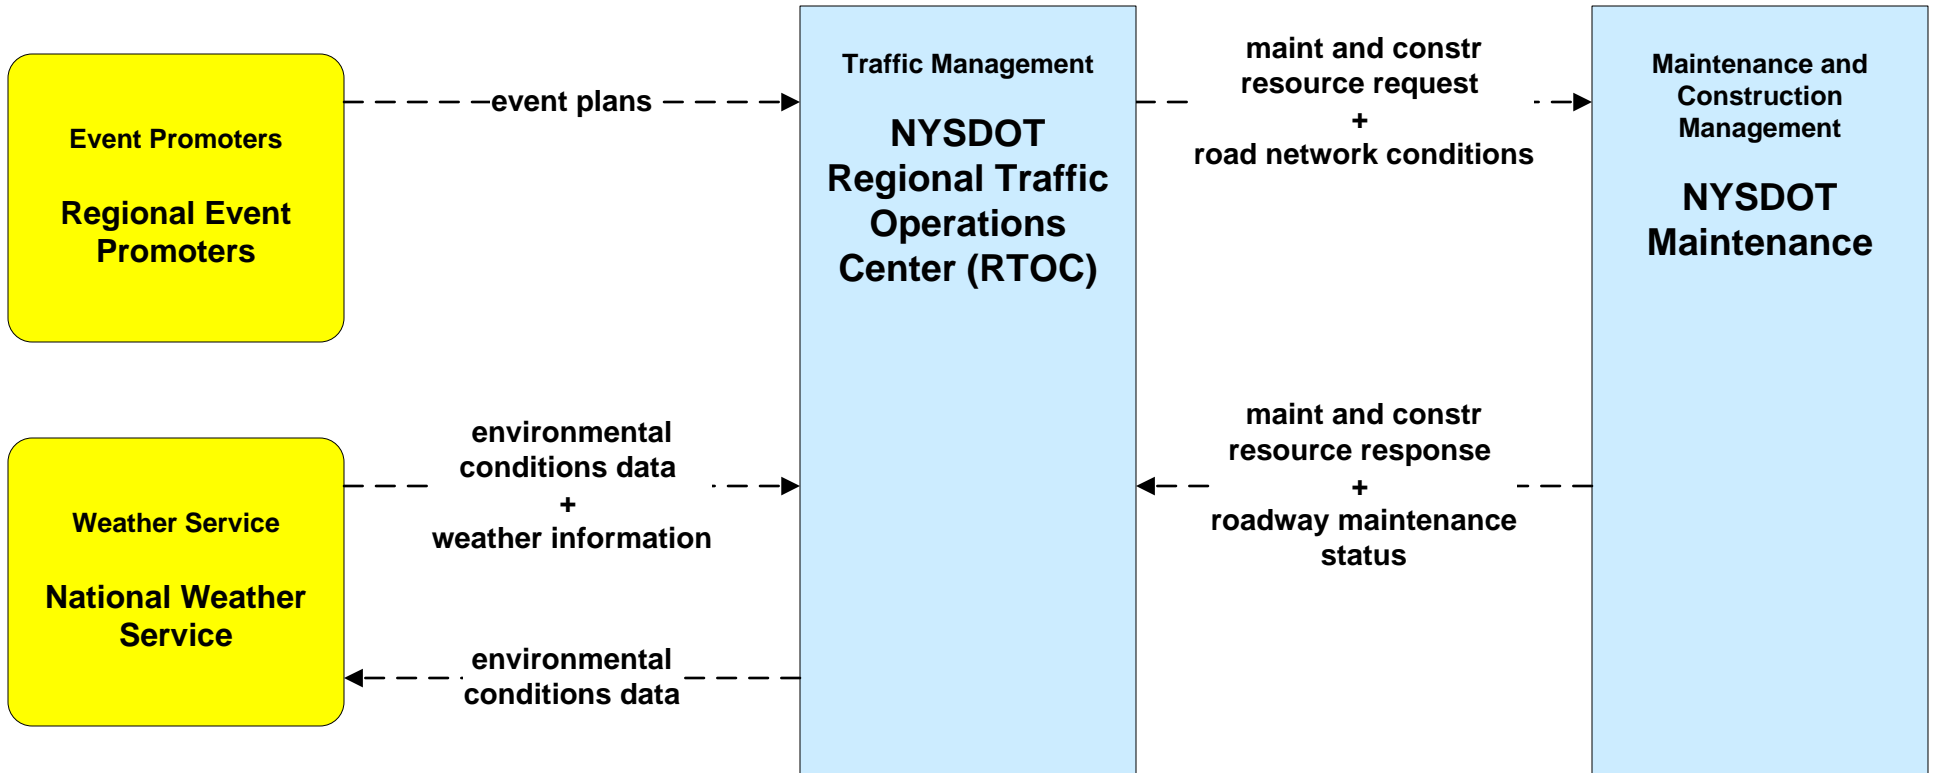 Event Promoters
Regional Event
Promoters
event plans
Traffic Management
NYSDOT
Regional Traffic
Operations
Center (RTOC)
maint and constr
resource request
+
road network conditions
Maintenance and
Construction
Management
NYSDOT
Maintenance
Weather Service
National Weather
Service
environmental
conditions data
+
weather information
environmental
conditions data
maint and constr
resource response
+
roadway maintenance
status